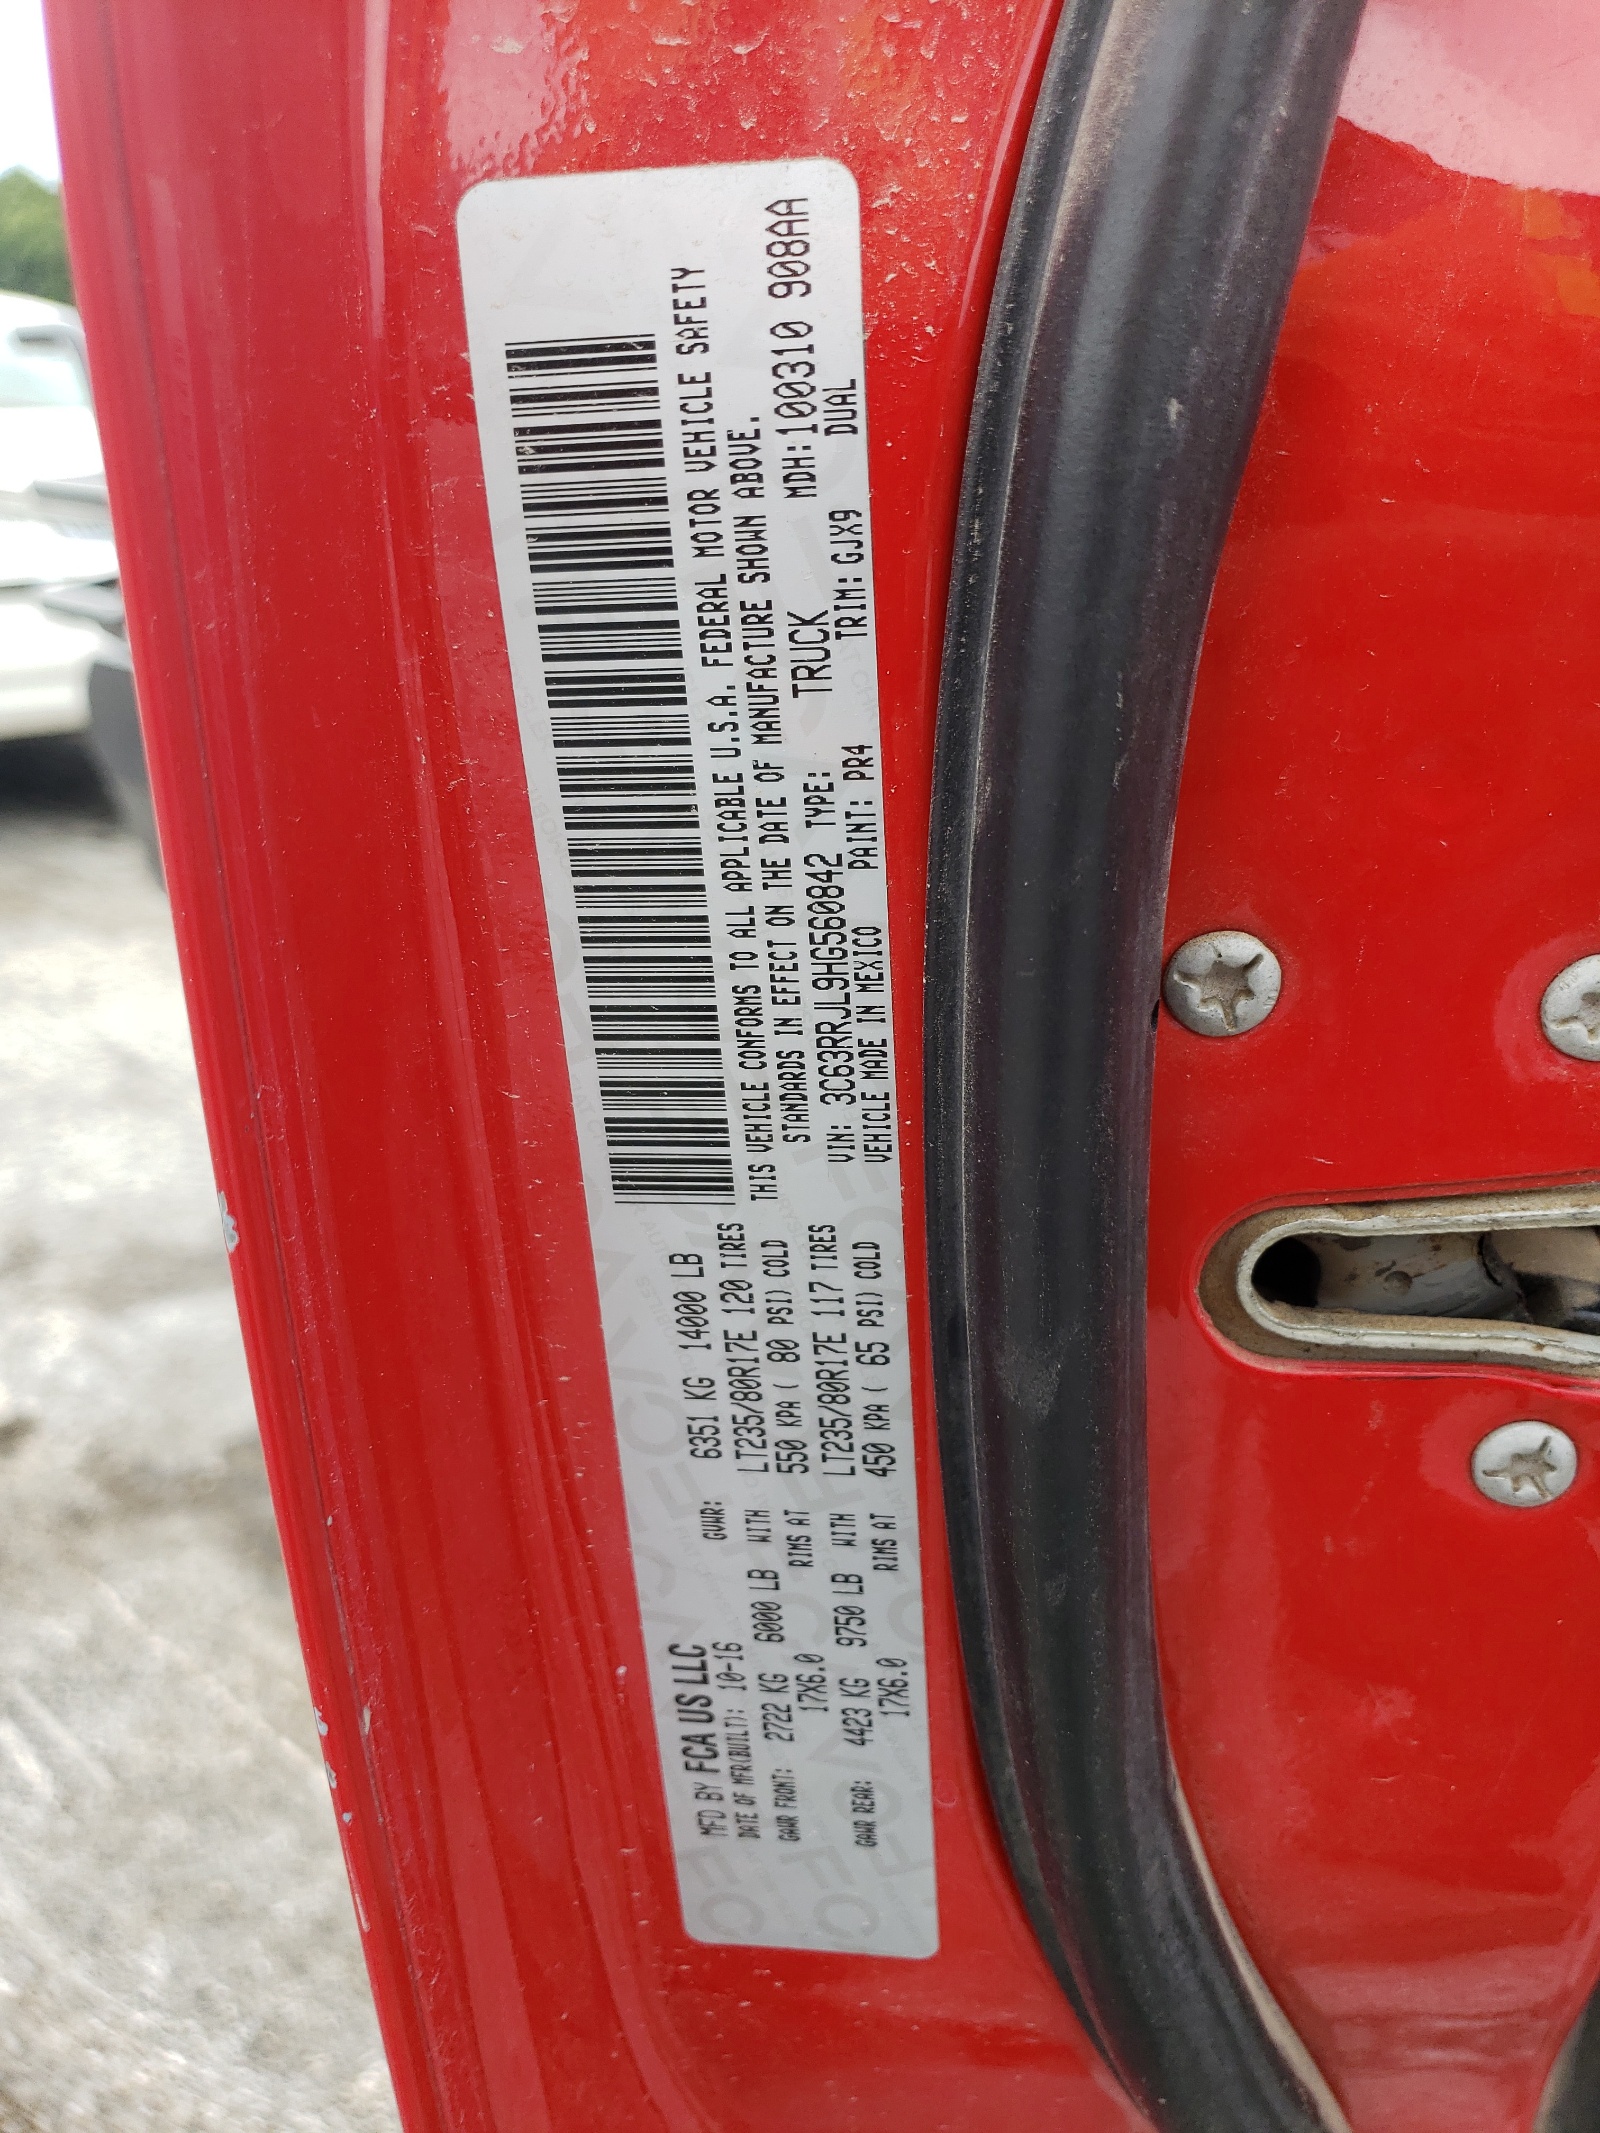 MFD BY FCA US LLC
DATE OF MFR(BUILT): 10-16 GVWR: 6351 KG 14000 LB
GAWR FRONT: 2722 KG 6000 LB WITH LT235/80R17E 120 TIRES
17X6.0 RIMS AT 550 KPA ( 80 PSI) COLD
GAWR REAR: 4423 KG 9750 LB WITH LT235/80R17E 117 TIRES
17X6.0 RIMS AT 450 KPA ( 65 PSI) COLD
THIS VEHICLE CONFORMS TO ALL APPLICABLE U.S.A. FEDERAL MOTOR VEHICLE SAFETY
STANDARDS IN EFFECT ON THE DATE OF MANUFACTURE SHOWN ABOVE.
VIN: 3C63RRJL9HG560842 TYPE: TRUCK MDH: 100310 908AA
VEHICLE MADE IN MEXICO PAINT: PR4 TRIM: GJX9 DUAL